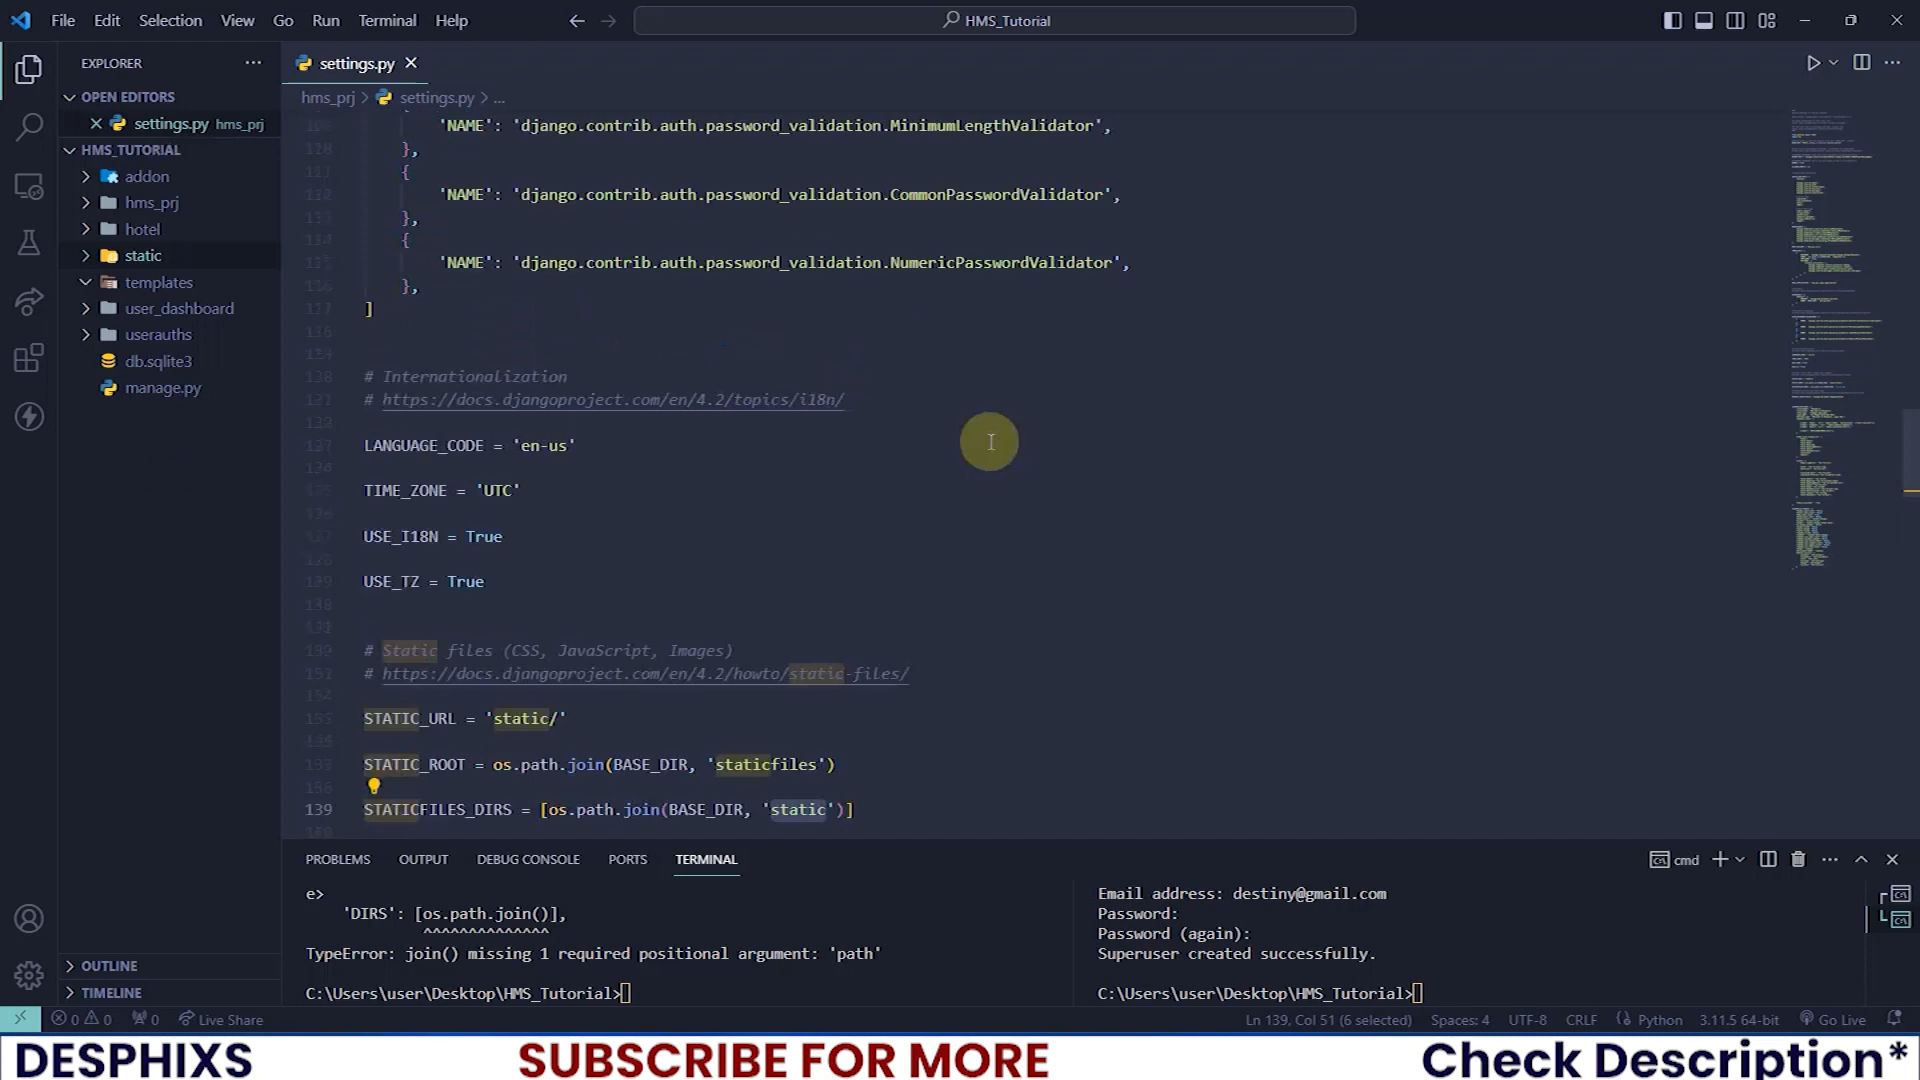 File Edit Selection View Go Run Terminal Help
HMS_Tutorial
EXPLORER
OPEN EDITORS
settings.py hms_prj
HMS_TUTORIAL
addon
hms_prj
hotel
static
templates
user_dashboard
userauths
db.sqlite3
manage.py
OUTLINE
TIMELINE
settings.py
hms_prj > settings.py > ...
'NAME': 'django.contrib.auth.password_validation.MinimumLengthValidator',
},
{
'NAME': 'django.contrib.auth.password_validation.CommonPasswordValidator',
},
{
'NAME': 'django.contrib.auth.password_validation.NumericPasswordValidator',
},
]
# Internationalization
# https://docs.djangoproject.com/en/4.2/topics/i18n/
LANGUAGE_CODE = 'en-us'
TIME_ZONE = 'UTC'
USE_I18N = True
USE_TZ = True
# Static files (CSS, JavaScript, Images)
# https://docs.djangoproject.com/en/4.2/howto/static-files/
STATIC_URL = 'static/'
STATIC_ROOT = os.path.join(BASE_DIR, 'staticfiles')
139 STATICFILES_DIRS = [os.path.join(BASE_DIR, 'static')]
PROBLEMS OUTPUT DEBUG CONSOLE PORTS TERMINAL
cmd
e>
'DIRS': [os.path.join()],
^^^^^^^^^^^^^^
TypeError: join() missing 1 required positional argument: 'path'
C:\Users\user\Desktop\HMS_Tutorial>
Email address: destiny@gmail.com
Password:
Password (again):
Superuser created successfully.
C:\Users\user\Desktop\HMS_Tutorial>
0 0 0 Live Share
Ln 139, Col 51 (6 selected) Spaces: 4 UTF-8 CRLF Python 3.11.5 64-bit Go Live
DESPHIXS SUBSCRIBE FOR MORE Check Description*